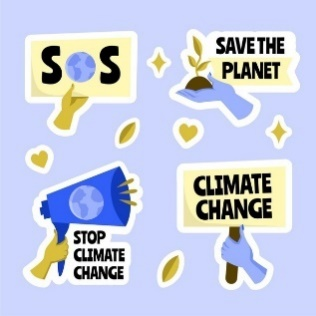 SOS
SAVE THE
PLANET
STOP
CLIMATE
CHANGE
CLIMATE
CHANGE